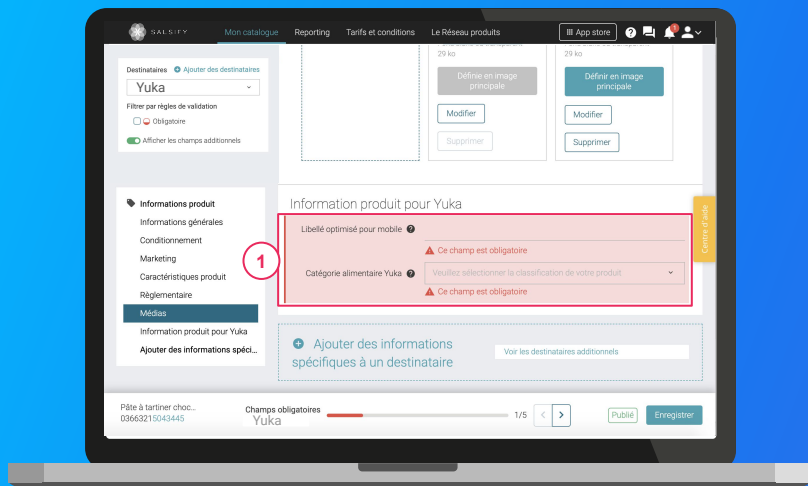 SALSIFY
Mon catalogue
Reporting
Tarifs et conditions
Le Réseau produits
App store
Destinataires
Ajouter des destinataires
Yuka
Filtrer par règles de validation
Obligatoire
Afficher les champs additionnels
29 ko
Définie en image
principale
Modifier
Supprimer
29 ko
Définir en image
principale
Modifier
Supprimer
Informations produit
Informations générales
Conditionnement
Marketing
Caractéristiques produit
Règlementaire
Médias
Information produit pour Yuka
Ajouter des informations spéci...
Information produit pour Yuka
1
Libellé optimisé pour mobile
Ce champ est obligatoire
Catégorie alimentaire Yuka
Veuillez sélectionner la classification de votre produit
Ce champ est obligatoire
Centre d'aide
Ajouter des informations
spécifiques à un destinataire
Voir les destinataires additionnels
Pâte à tartiner choc...
03663215043445
Champs obligatoires
Yuka
1/5
Publié
Enregistrer